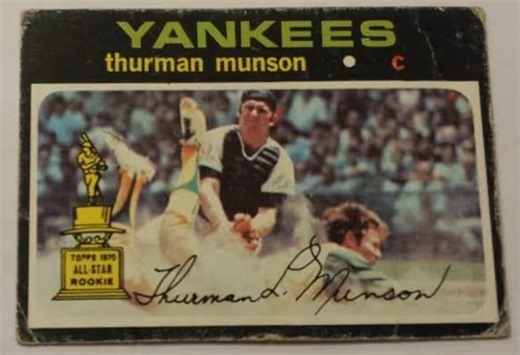 YANKEES
thurman munson • c
TOPPS 1970
ALL-STAR
ROOKIE
Thurman L. Munson